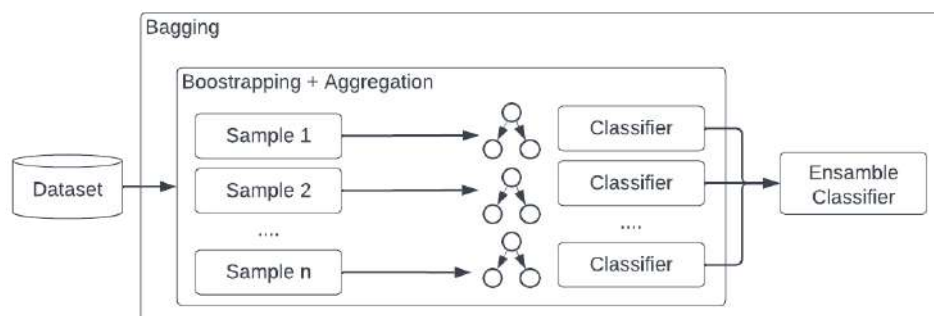 Bagging
Boostrapping + Aggregation
Sample 1
Classifier
Dataset
Sample 2
Classifier
Ensamble
Classifier
....
....
Sample n
Classifier